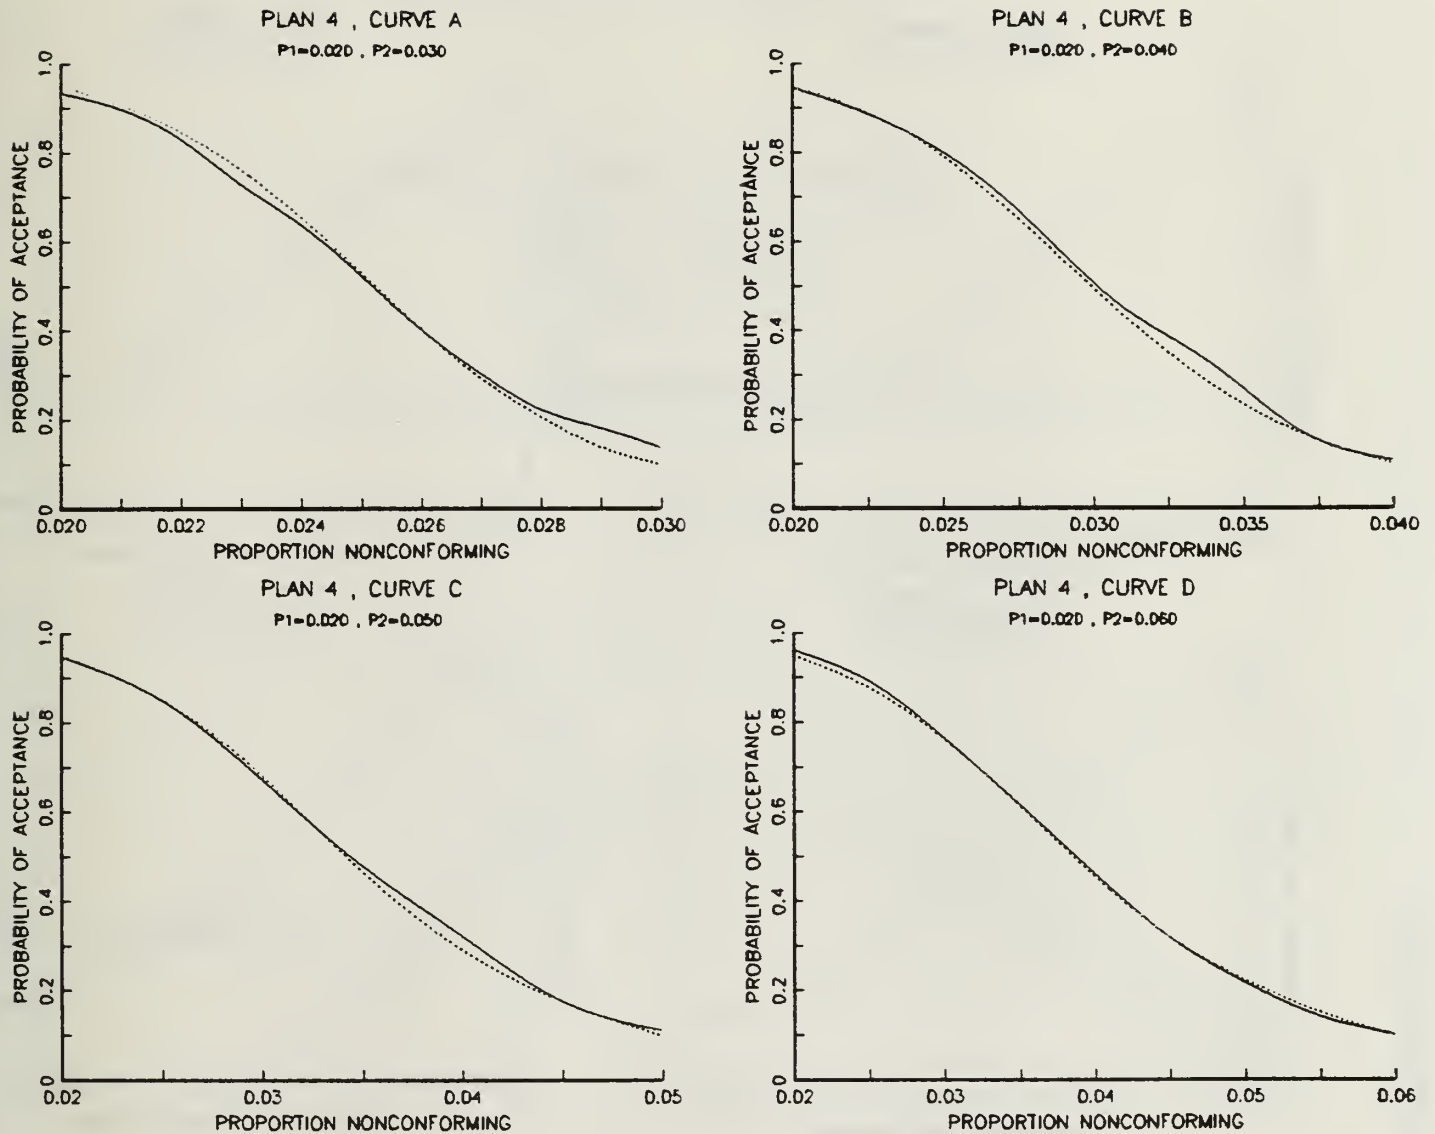 PLAN 4 , CURVE A
P1=0.020 , P2=0.030
PROBABILITY OF ACCEPTANCE
1.0
0.8
0.6
0.4
0.2
0
0.020 0.022 0.024 0.026 0.028 0.030
PROPORTION NONCONFORMING
PLAN 4 , CURVE B
P1=0.020 , P2=0.040
PROBABILITY OF ACCEPTANCE
1.0
0.8
0.6
0.4
0.2
0
0.020 0.025 0.030 0.035 0.040
PROPORTION NONCONFORMING
PLAN 4 , CURVE C
P1=0.020 , P2=0.050
PROBABILITY OF ACCEPTANCE
1.0
0.8
0.6
0.4
0.2
0
0.02 0.03 0.04 0.05
PROPORTION NONCONFORMING
PLAN 4 , CURVE D
P1=0.020 , P2=0.060
PROBABILITY OF ACCEPTANCE
1.0
0.8
0.6
0.4
0.2
0
0.02 0.03 0.04 0.05 0.06
PROPORTION NONCONFORMING